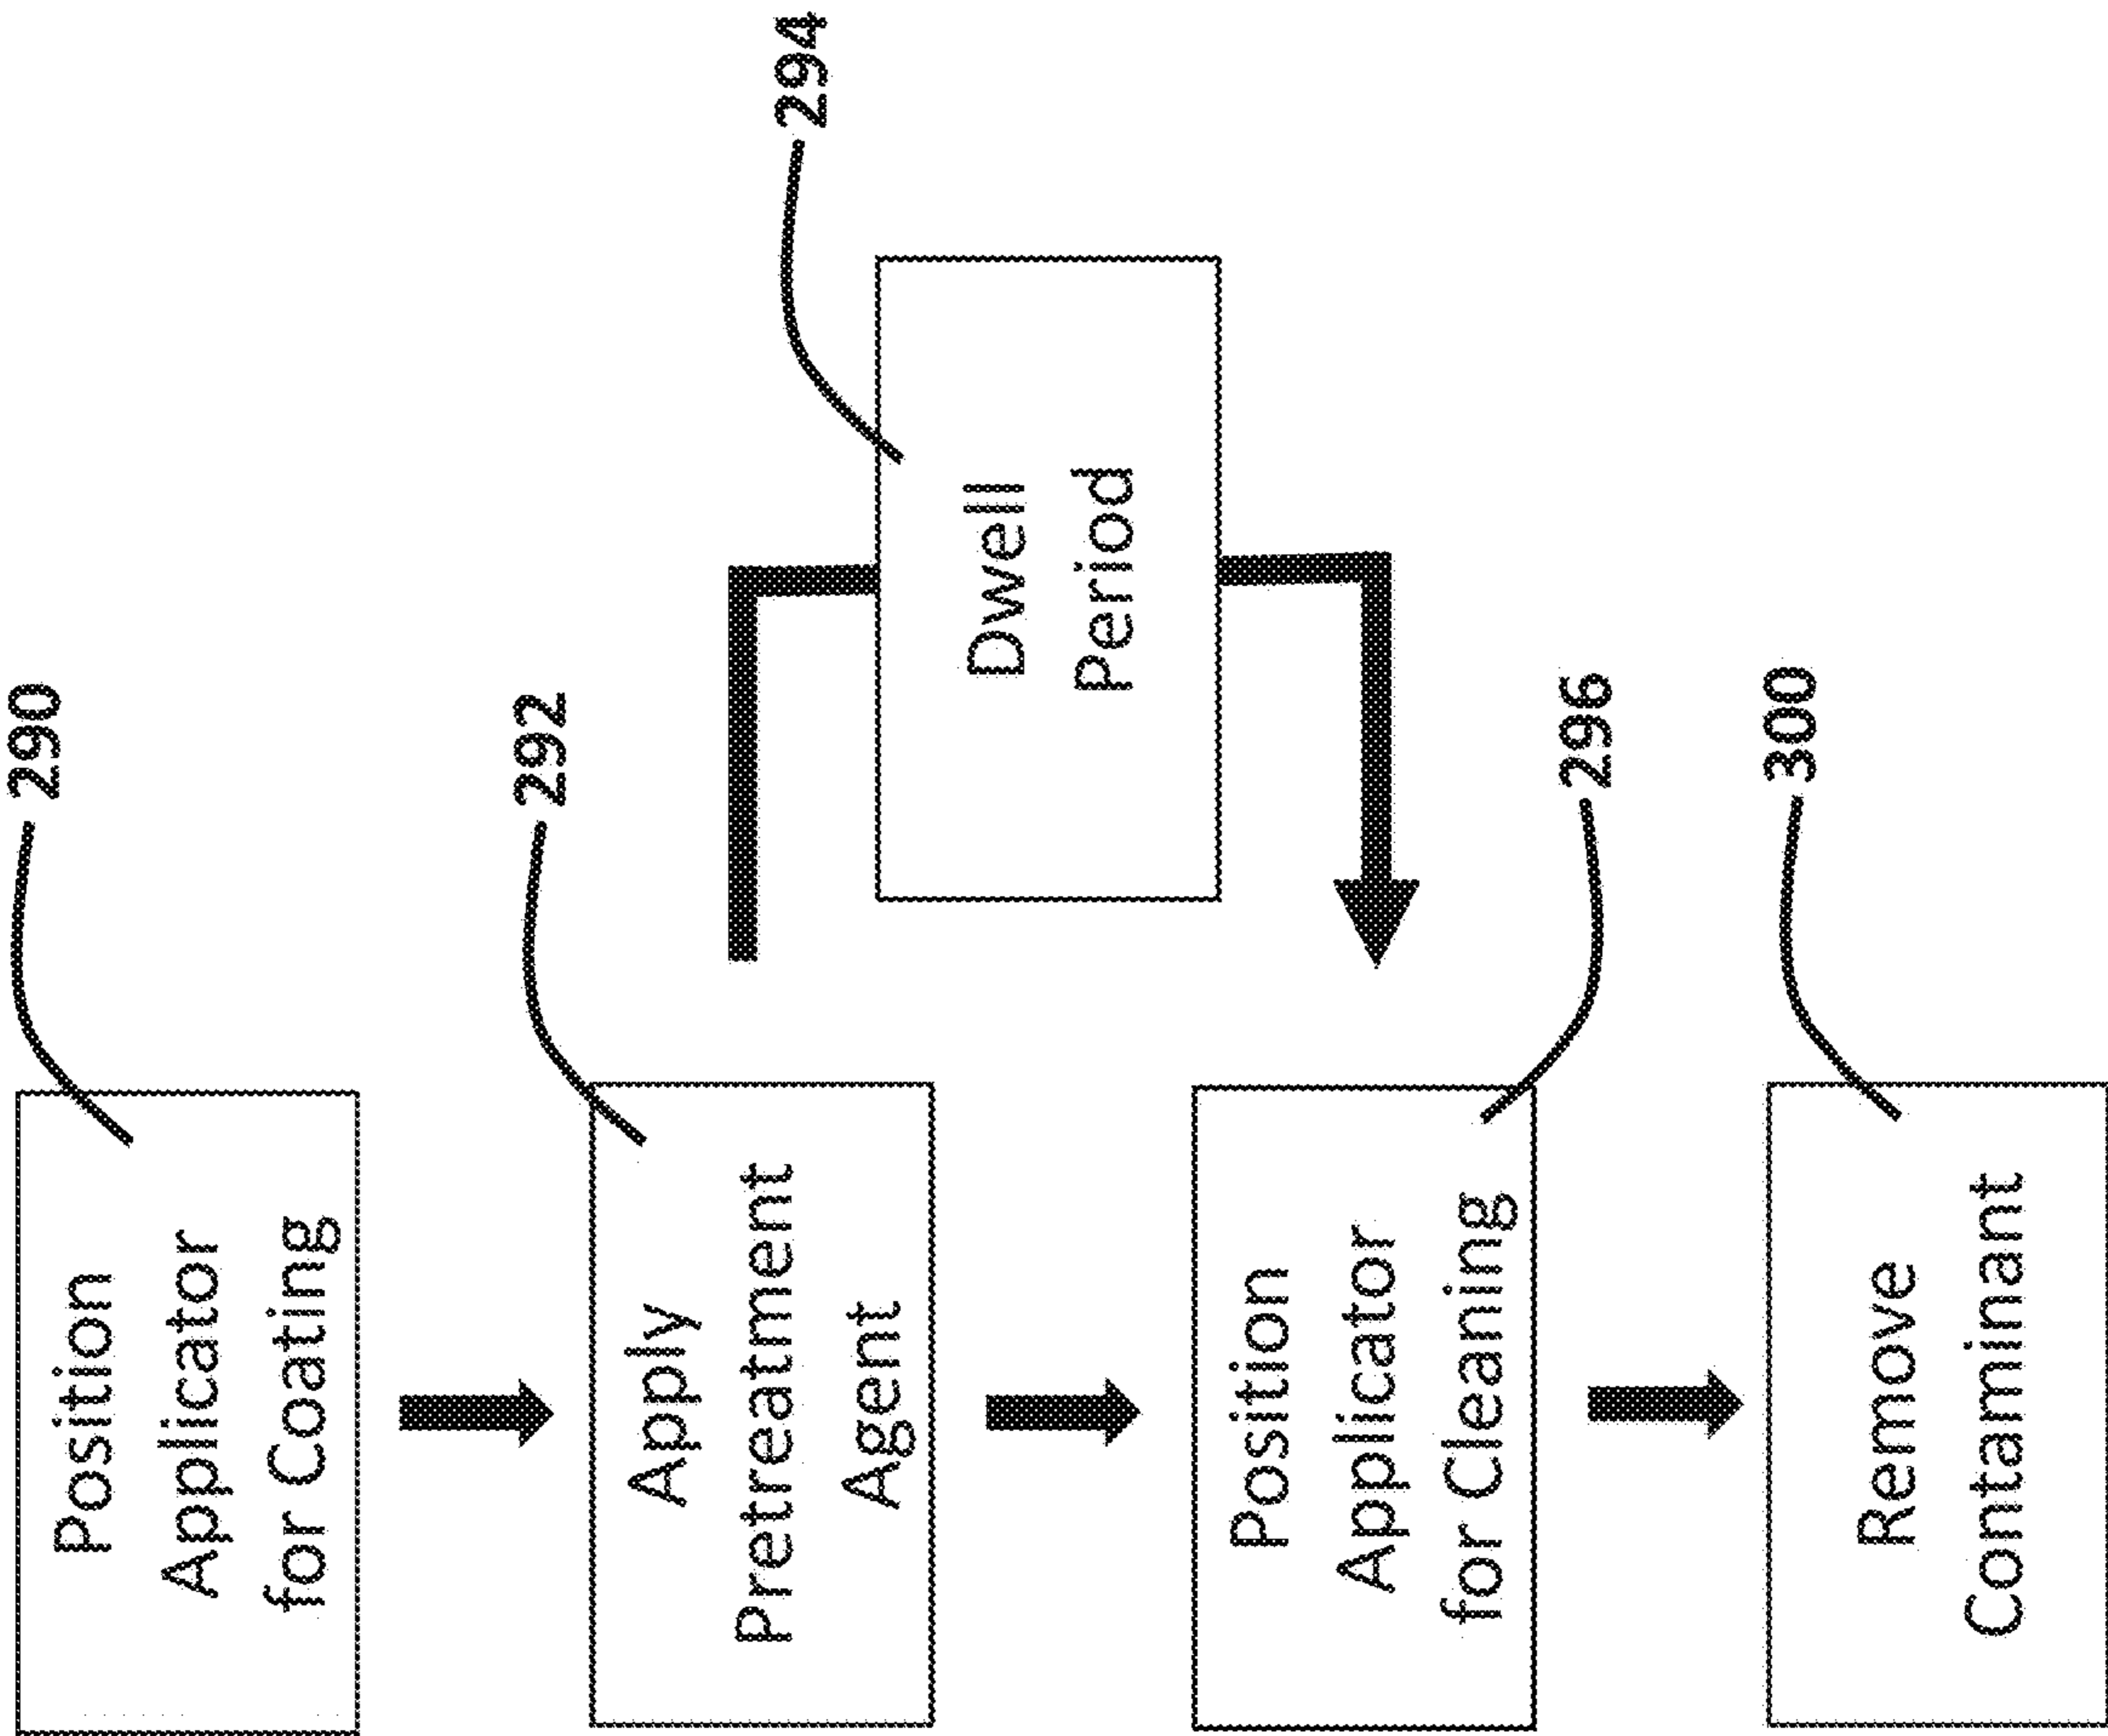 290
Position
Applicator
for Coating
292
Apply
Pretreatment
Agent
294
Dwell
Period
296
Position
Applicator
for Cleaning
300
Remove
Contaminant